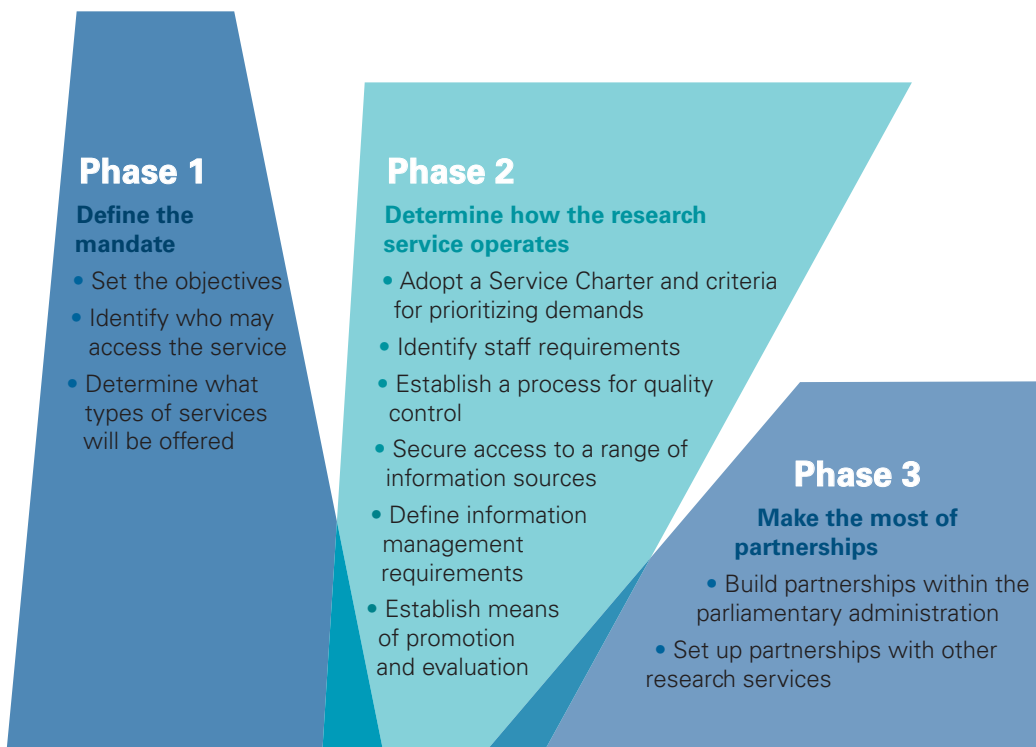 Phase 1
Define the
mandate
• Set the objectives
• Identify who may
access the service
• Determine what
types of services
will be offered
Phase 2
Determine how the research
service operates
• Adopt a Service Charter and criteria
for prioritizing demands
• Identify staff requirements
• Establish a process for quality
control
• Secure access to a range of
information sources
• Define information
management
requirements
• Establish means
of promotion
and evaluation
Phase 3
Make the most of
partnerships
• Build partnerships within the
parliamentary administration
• Set up partnerships with other
research services